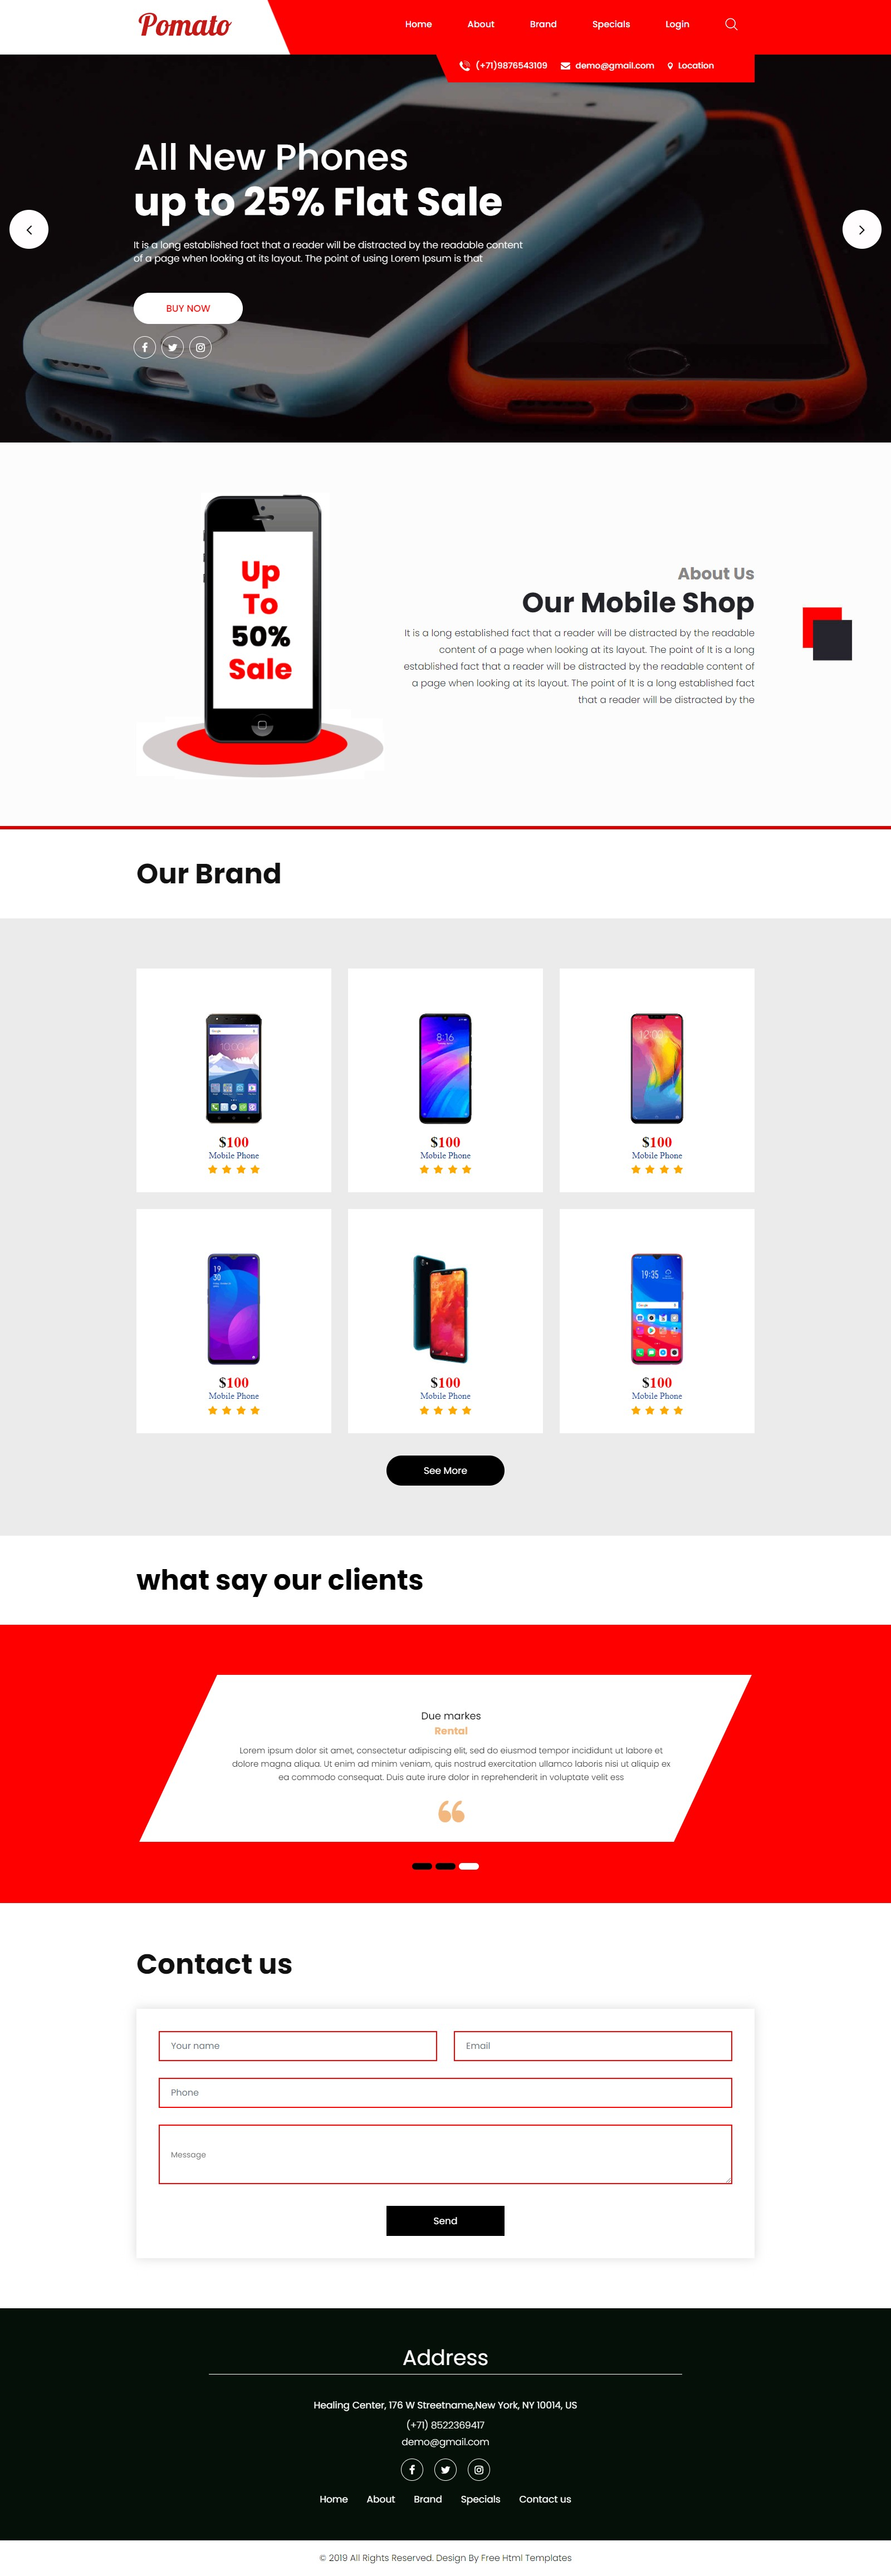 Pomato
Home About Brand Specials Login
(+71)9876543109 demo@gmail.com Location
All New Phones
up to 25% Flat Sale
It is a long established fact that a reader will be distracted by the readable content
of a page when looking at its layout. The point of using Lorem Ipsum is that
BUY NOW
Up
To
50%
Sale
About Us
Our Mobile Shop
It is a long established fact that a reader will be distracted by the readable
content of a page when looking at its layout. The point of It is a long
established fact that a reader will be distracted by the readable content of
a page when looking at its layout. The point of It is a long established fact
that a reader will be distracted by the
Our Brand
8:16
$100 $100 $100
Mobile Phone Mobile Phone Mobile Phone
19
30
19:35
$100 $100 $100
Mobile Phone Mobile Phone Mobile Phone
See More
what say our clients
Due markes
Rental
Lorem ipsum dolor sit amet, consectetur adipiscing elit, sed do eiusmod tempor incididunt ut labore et
dolore magna aliqua. Ut enim ad minim veniam, quis nostrud exercitation ullamco laboris nisi ut aliquip ex
ea commodo consequat. Duis aute irure dolor in reprehenderit in voluptate velit ess
Contact us
Your name Email
Phone
Message
Send
Address
Healing Center, 176 W Streetname,New York, NY 10014, US
(+71) 8522369417
demo@gmail.com
Home About Brand Specials Contact us
© 2019 All Rights Reserved. Design By Free Html Templates